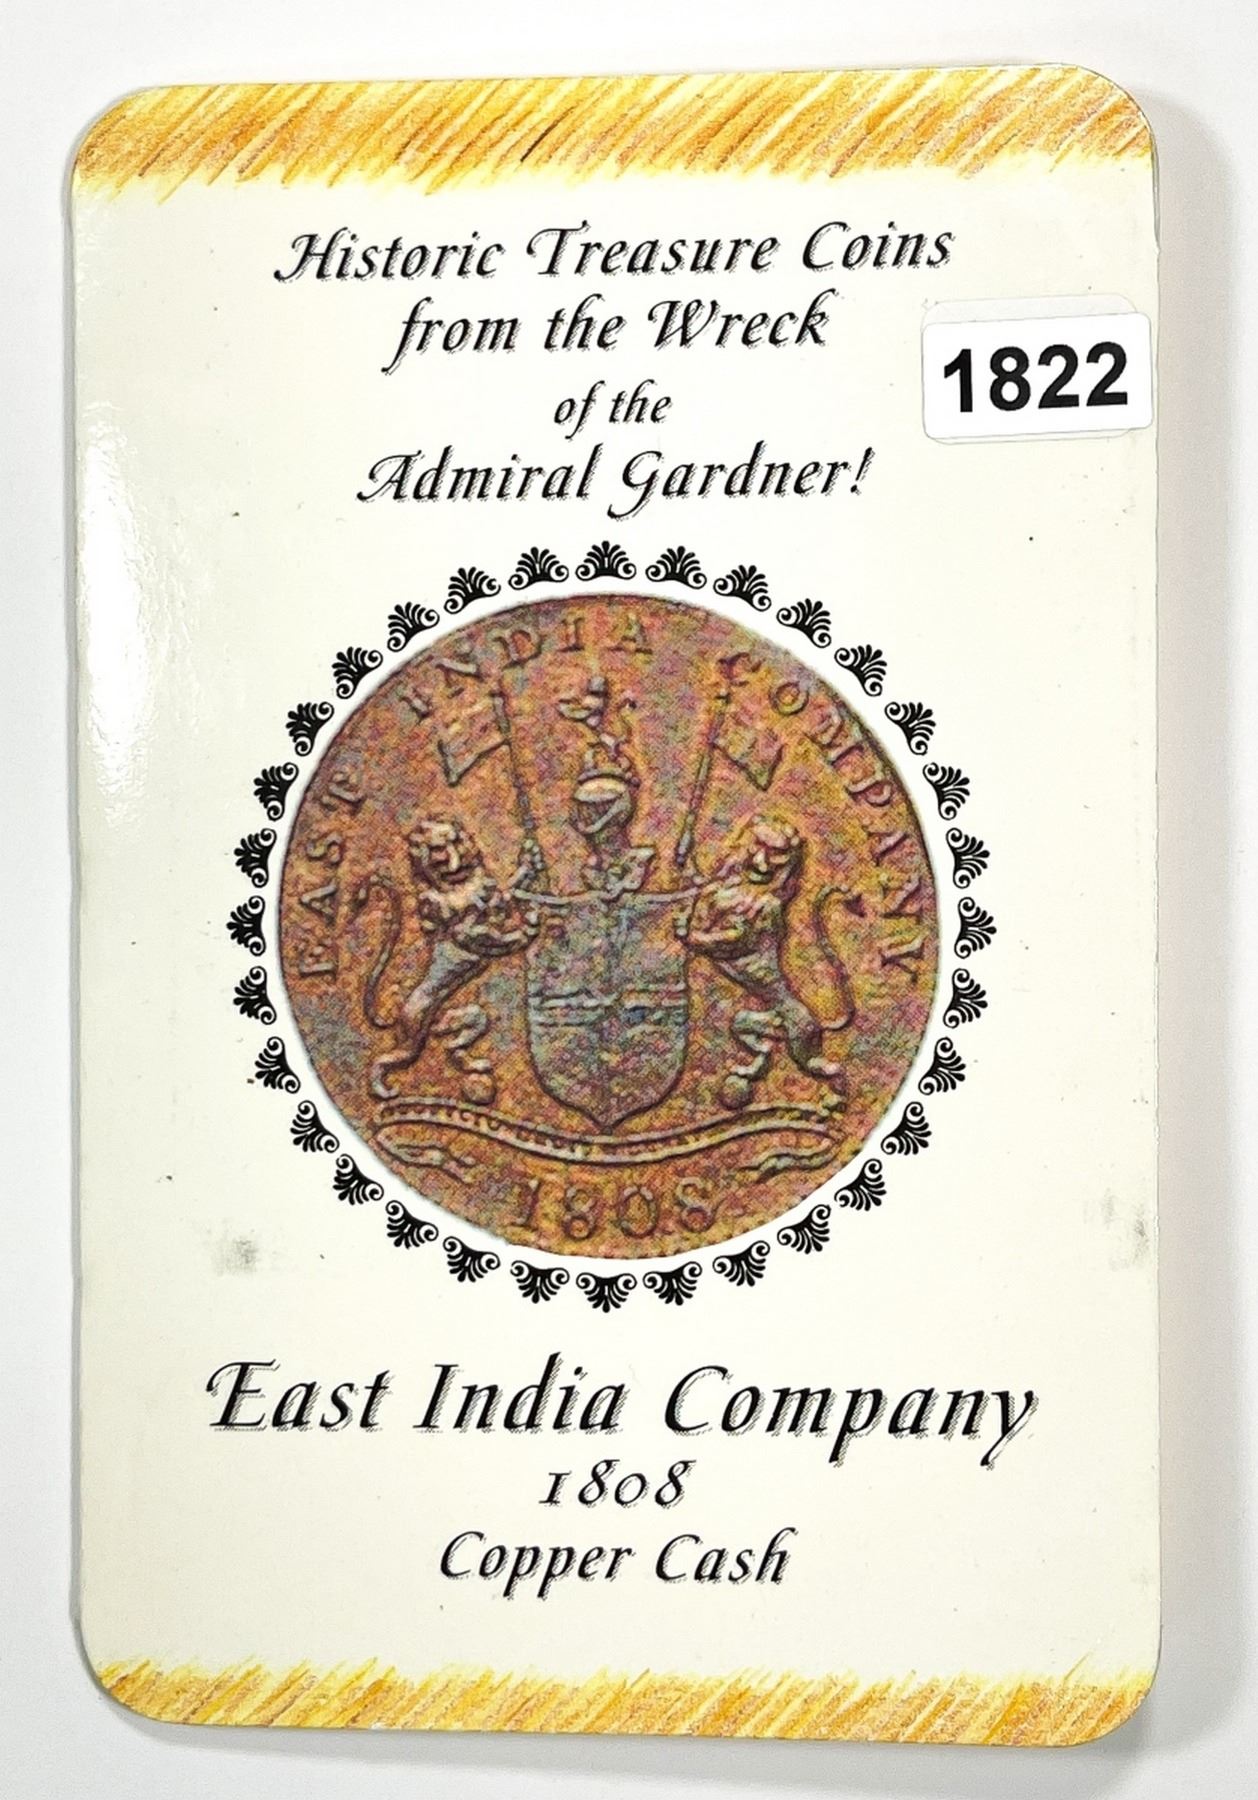 Historic Treasure Coins
from the Wreck
1822
of the
Admiral Gardner!
EAST INDIA COMPANY
1808
East India Company
1808
Copper Cash